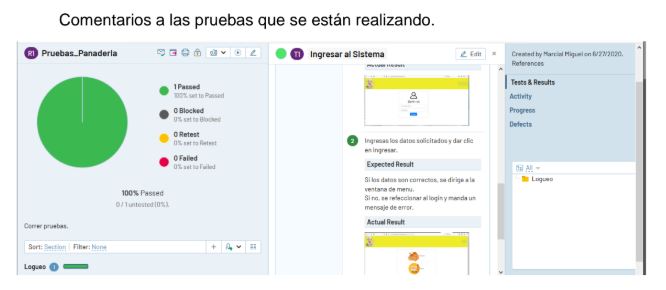 Comentarios a las pruebas que se están realizando.
R1 Pruebas_Panaderia
1 Passed
100% set to Passed
0 Blocked
0% set to Blocked
0 Retest
0% set to Retest
0 Failed
0% set to Failed
100% Passed
0 / 1 untested (0%).
Correr pruebas.
Sort: Section Filter: None
Logueo 1
T1 Ingresar al Sistema
Edit ×
Actual Result
2 Ingresas los datos solicitados y dar clic
en ingresar.
Expected Result
Si los datos son correctos, se dirige a la
ventana de menu.
Si no, se refeccionar al login y manda un
mensaje de error.
Actual Result
Created by Marcial Miguel on 6/27/2020.
References
Tests & Results
Activity
Progress
Defects
All
Logueo